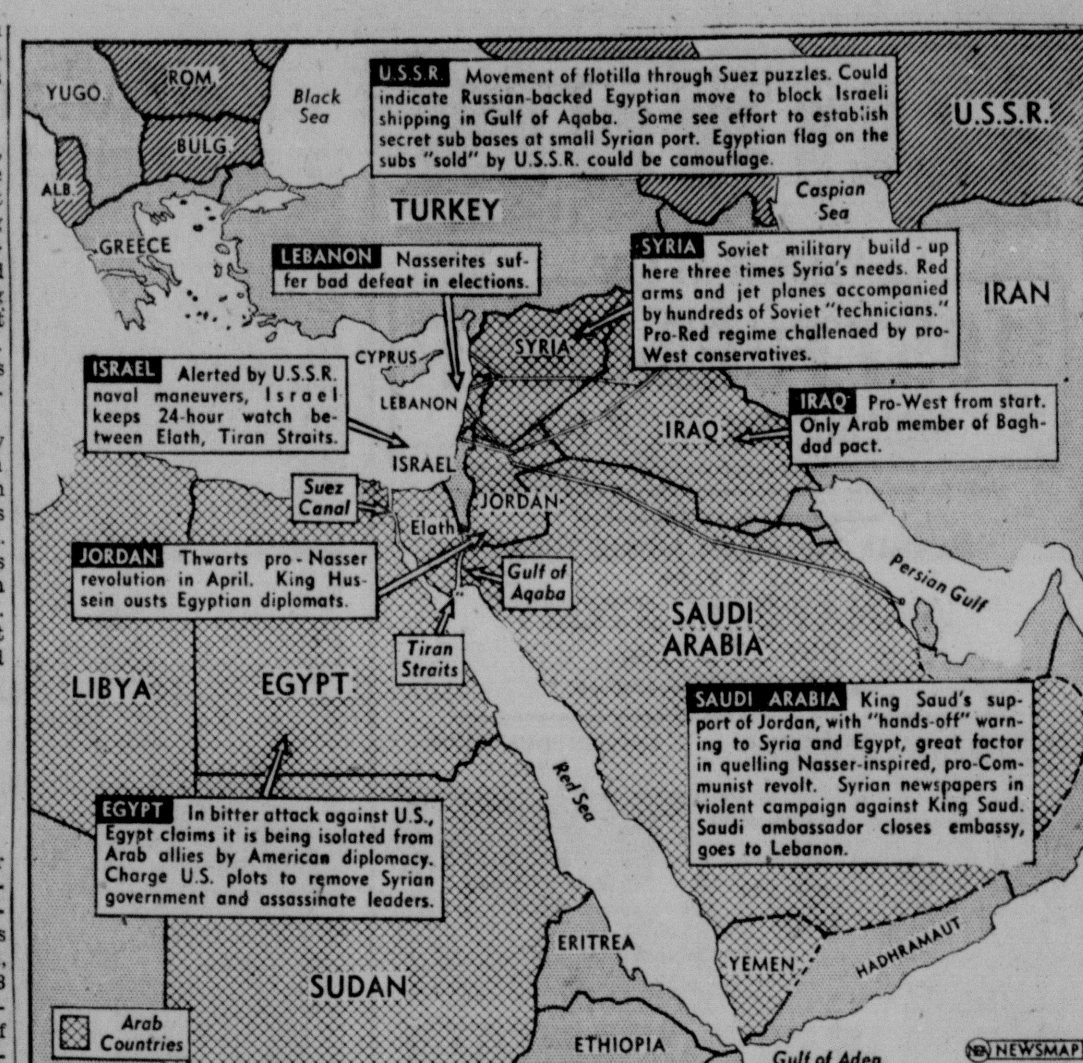 YUGO.
ROM.
BULG.
ALB.
GREECE
Black
Sea
U.S.S.R. Movement of flotilla through Suez puzzles. Could
indicate Russian-backed Egyptian move to block Israeli
shipping in Gulf of Aqaba. Some see effort to establish
secret sub bases at small Syrian port. Egyptian flag on the
subs "sold" by U.S.S.R. could be camouflage.
U.S.S.R.
Caspian
Sea
TURKEY
LEBANON Nasserites suf-
fer bad defeat in elections.
SYRIA Soviet military build-up
here three times Syria's needs. Red
arms and jet planes accompanied
by hundreds of Soviet "technicians."
Pro-Red regime challenged by pro-
West conservatives.
IRAN
SYRIA
CYPRUS
LEBANON
ISRAEL Alerted by U.S.S.R.
naval maneuvers, Israel
keeps 24-hour watch be-
tween Elath, Tiran Straits.
IRAQ Pro-West from start.
Only Arab member of Bagh-
dad pact.
IRAQ
ISRAEL
Suez
Canal
JORDAN
Elath
JORDAN Thwarts pro-Nasser
revolution in April. King Hus-
sein ousts Egyptian diplomats.
Gulf of
Aqaba
Persian Gulf
Tiran
Straits
SAUDI
ARABIA
LIBYA
EGYPT
SAUDI ARABIA King Saud's sup-
port of Jordan, with "hands-off" warn-
ing to Syria and Egypt, great factor
in quelling Nasser-inspired, pro-Com-
munist revolt. Syrian newspapers in
violent campaign against King Saud.
Saudi ambassador closes embassy,
goes to Lebanon.
Red Sea
EGYPT In bitter attack against U.S.,
Egypt claims it is being isolated from
Arab allies by American diplomacy.
Charge U.S. plots to remove Syrian
government and assassinate leaders.
ERITREA
YEMEN
HADHRAMAUT
SUDAN
Arab
Countries
ETHIOPIA
Gulf of Aden
NEA NEWSMAP